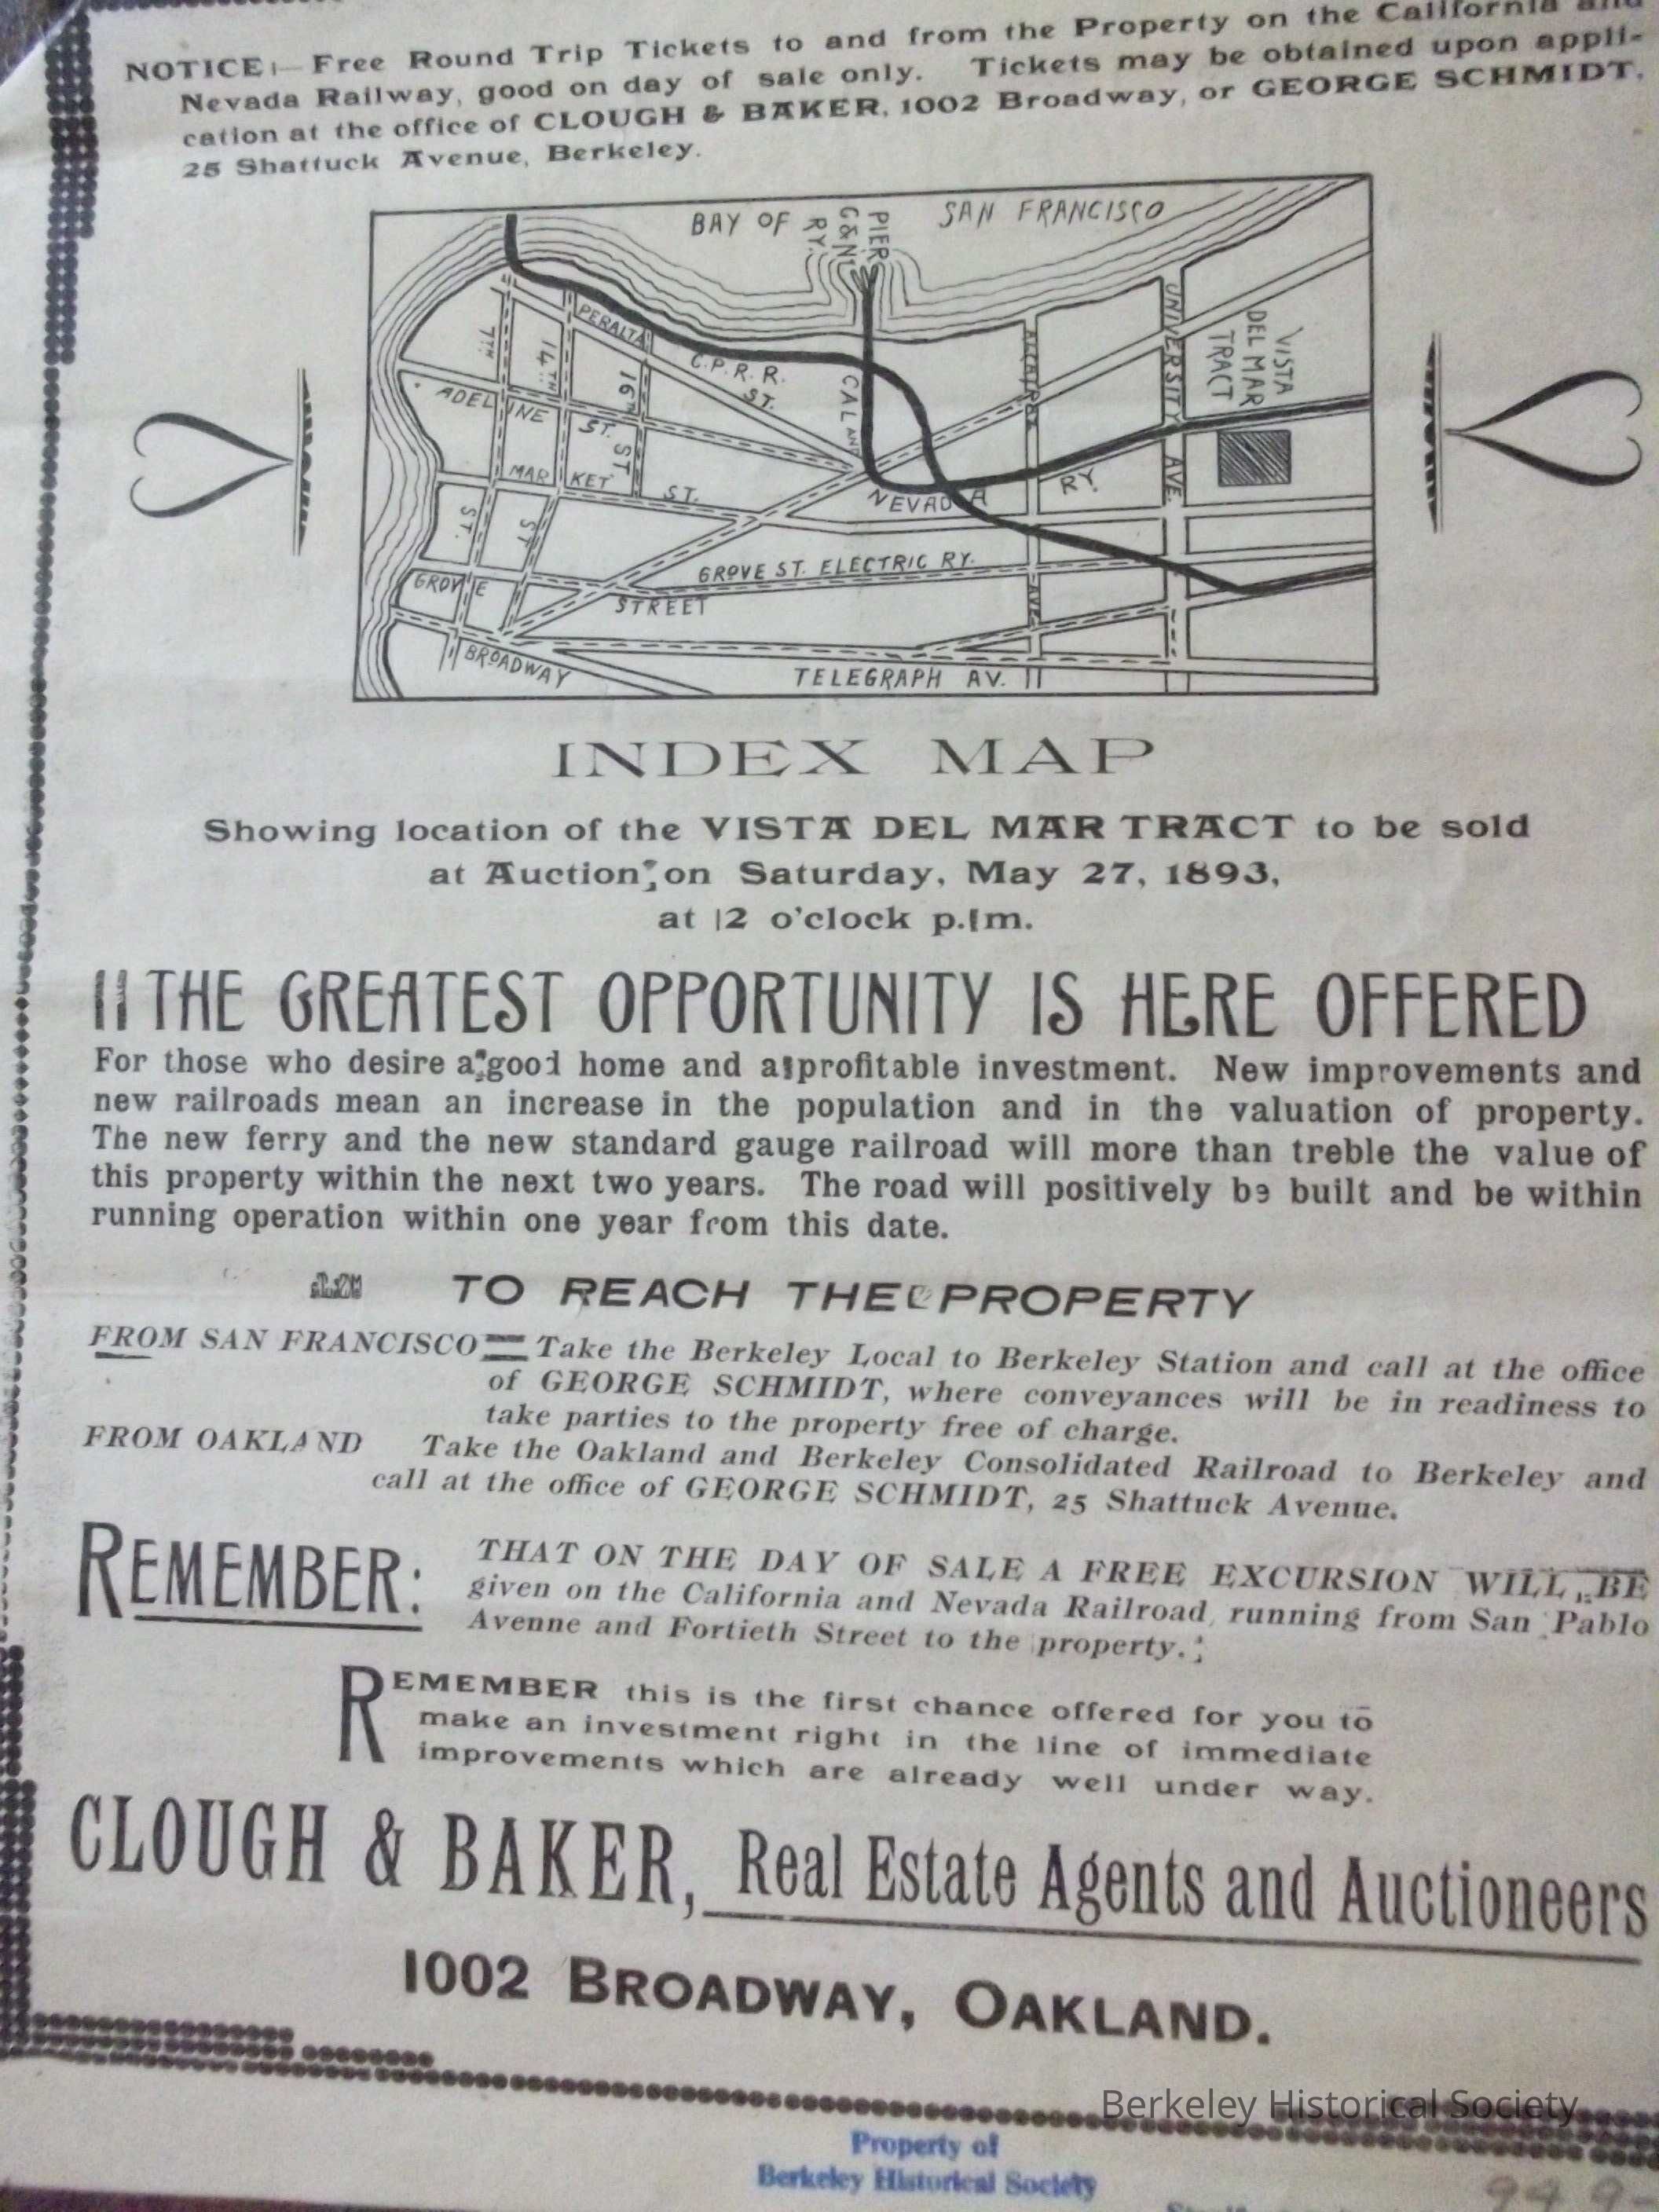 NOTICE:— Free Round Trip Tickets to and from the Property on the California and
Nevada Railway, good on day of sale only. Tickets may be obtained upon appli-
cation at the office of CLOUGH & BAKER, 1002 Broadway, or GEORGE SCHMIDT,
25 Shattuck Avenue, Berkeley.
BAY OF SAN FRANCISCO
PIER
C&N
RY.
PERALTA ST.
C.P.R.R.
7TH ST.
14TH ST
16TH ST
ADELINE ST.
MARKET ST.
CAL AND
NEVADA RY.
ALCATRAZ AVE.
UNIVERSITY AVE.
VISTA
DEL MAR
TRACT
GROVE STREET
GROVE ST. ELECTRIC RY.
BROADWAY
TELEGRAPH AV.
INDEX MAP
Showing location of the VISTA DEL MAR TRACT to be sold
at Auction, on Saturday, May 27, 1893,
at 12 o'clock p. m.
THE GREATEST OPPORTUNITY IS HERE OFFERED
For those who desire a good home and a profitable investment. New improvements and
new railroads mean an increase in the population and in the valuation of property.
The new ferry and the new standard gauge railroad will more than treble the value of
this property within the next two years. The road will positively be built and be within
running operation within one year from this date.
TO REACH THE PROPERTY
FROM SAN FRANCISCO= Take the Berkeley Local to Berkeley Station and call at the office
of GEORGE SCHMIDT, where conveyances will be in readiness to
take parties to the property free of charge.
FROM OAKLAND Take the Oakland and Berkeley Consolidated Railroad to Berkeley and
call at the office of GEORGE SCHMIDT, 25 Shattuck Avenue.
REMEMBER: THAT ON THE DAY OF SALE A FREE EXCURSION WILL BE
given on the California and Nevada Railroad, running from San Pablo
Avenne and Fortieth Street to the property.
REMEMBER this is the first chance offered for you to
make an investment right in the line of immediate
improvements which are already well under way.
CLOUGH & BAKER, Real Estate Agents and Auctioneers
1002 BROADWAY, OAKLAND.
Berkeley Historical Society
Property of
Berkeley Historical Society